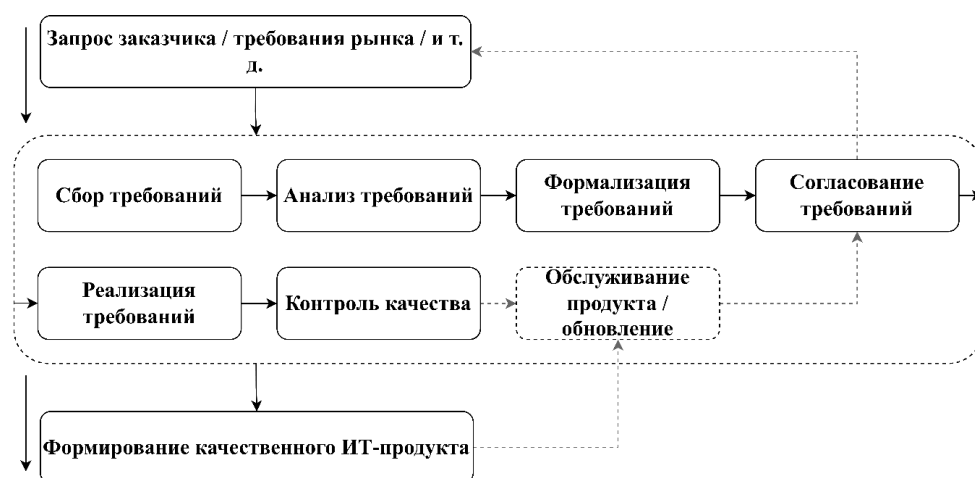 Запрос заказчика / требования рынка / и т.
д.
Сбор требований
Анализ требований
Формализация
требований
Согласование
требований
Реализация
требований
Контроль качества
Обслуживание
продукта /
обновление
Формирование качественного ИТ-продукта